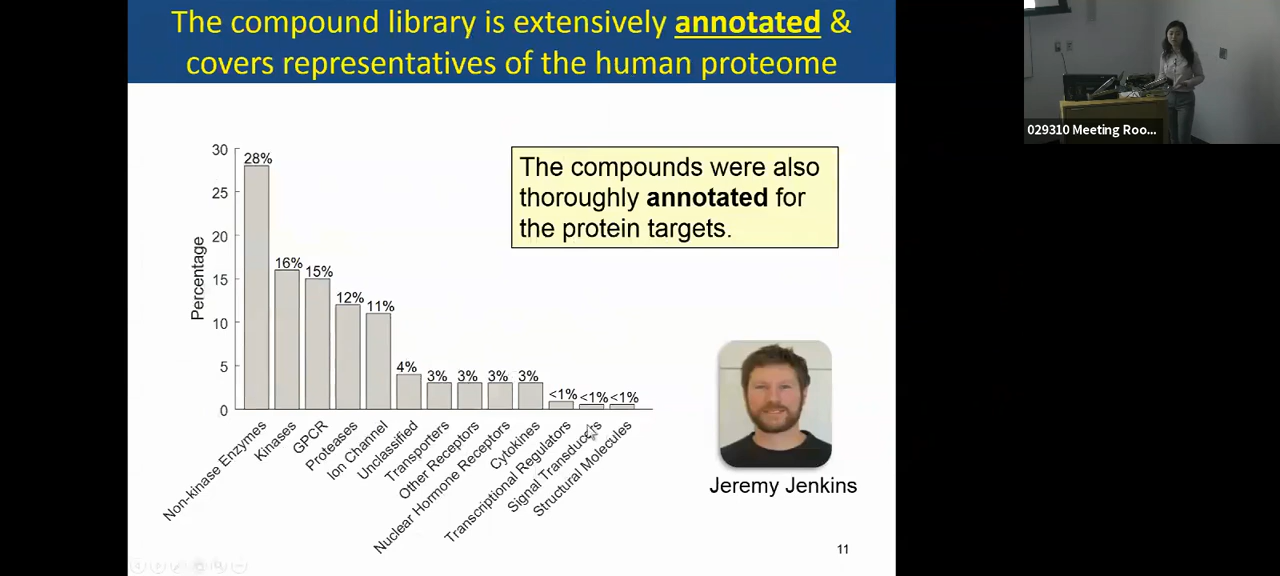 The compound library is extensively annotated &
covers representatives of the human proteome
The compounds were also
thoroughly annotated for
the protein targets.
Percentage
30
25
20
15
10
5
0
28%
16%
15%
12%
11%
4%
3%
3%
3%
3%
<1%
<1%
<1%
Non-kinase Enzymes
Kinases
GPCR
Proteases
Ion Channel
Unclassified
Transporters
Other Receptors
Nuclear Hormone Receptors
Cytokines
Transcriptional Regulators
Signal Transducers
Structural Molecules
Jeremy Jenkins
11
029310 Meeting Roo...